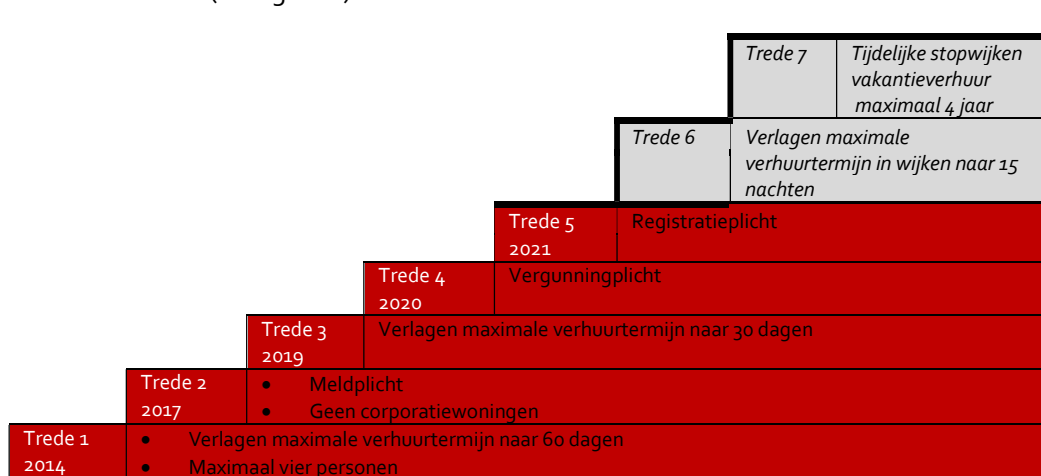 Trede 7 Tijdelijke stopwijken
vakantieverhuur
maximaal 4 jaar
Trede 6 Verlagen maximale
verhuurtermijn in wijken naar 15
nachten
Trede 5 Registratieplicht
2021
Trede 4 Vergunningplicht
2020
Trede 3 Verlagen maximale verhuurtermijn naar 30 dagen
2019
Trede 2 • Meldplicht
2017 • Geen corporatiewoningen
Trede 1 • Verlagen maximale verhuurtermijn naar 60 dagen
2014 • Maximaal vier personen